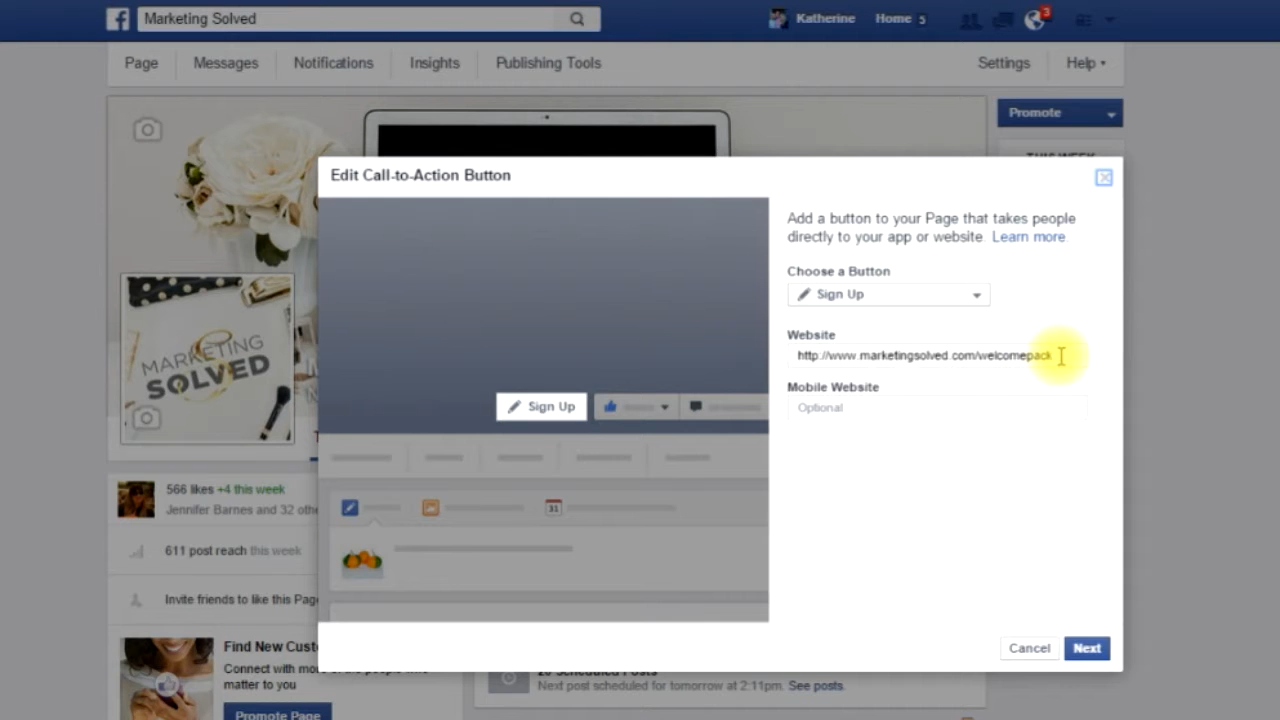 Marketing Solved
Katherine
Home 5
3
Page
Messages
Notifications
Insights
Publishing Tools
Settings
Help
Promote
MARKETING
SOLVED
566 likes +4 this week
Jennifer Barnes and 32 othe
611 post reach this week
Invite friends to like this Pag
Find New Cust
Connect with mo
matter to you
Promote Page
Edit Call-to-Action Button
Sign Up
31
Add a button to your Page that takes people
directly to your app or website. Learn more.
Choose a Button
Sign Up
Website
http://www.marketingsolved.com/welcomepack
Mobile Website
Optional
Cancel
Next
Scheduled Posts
Next post scheduled for tomorrow at 2:11pm. See posts.